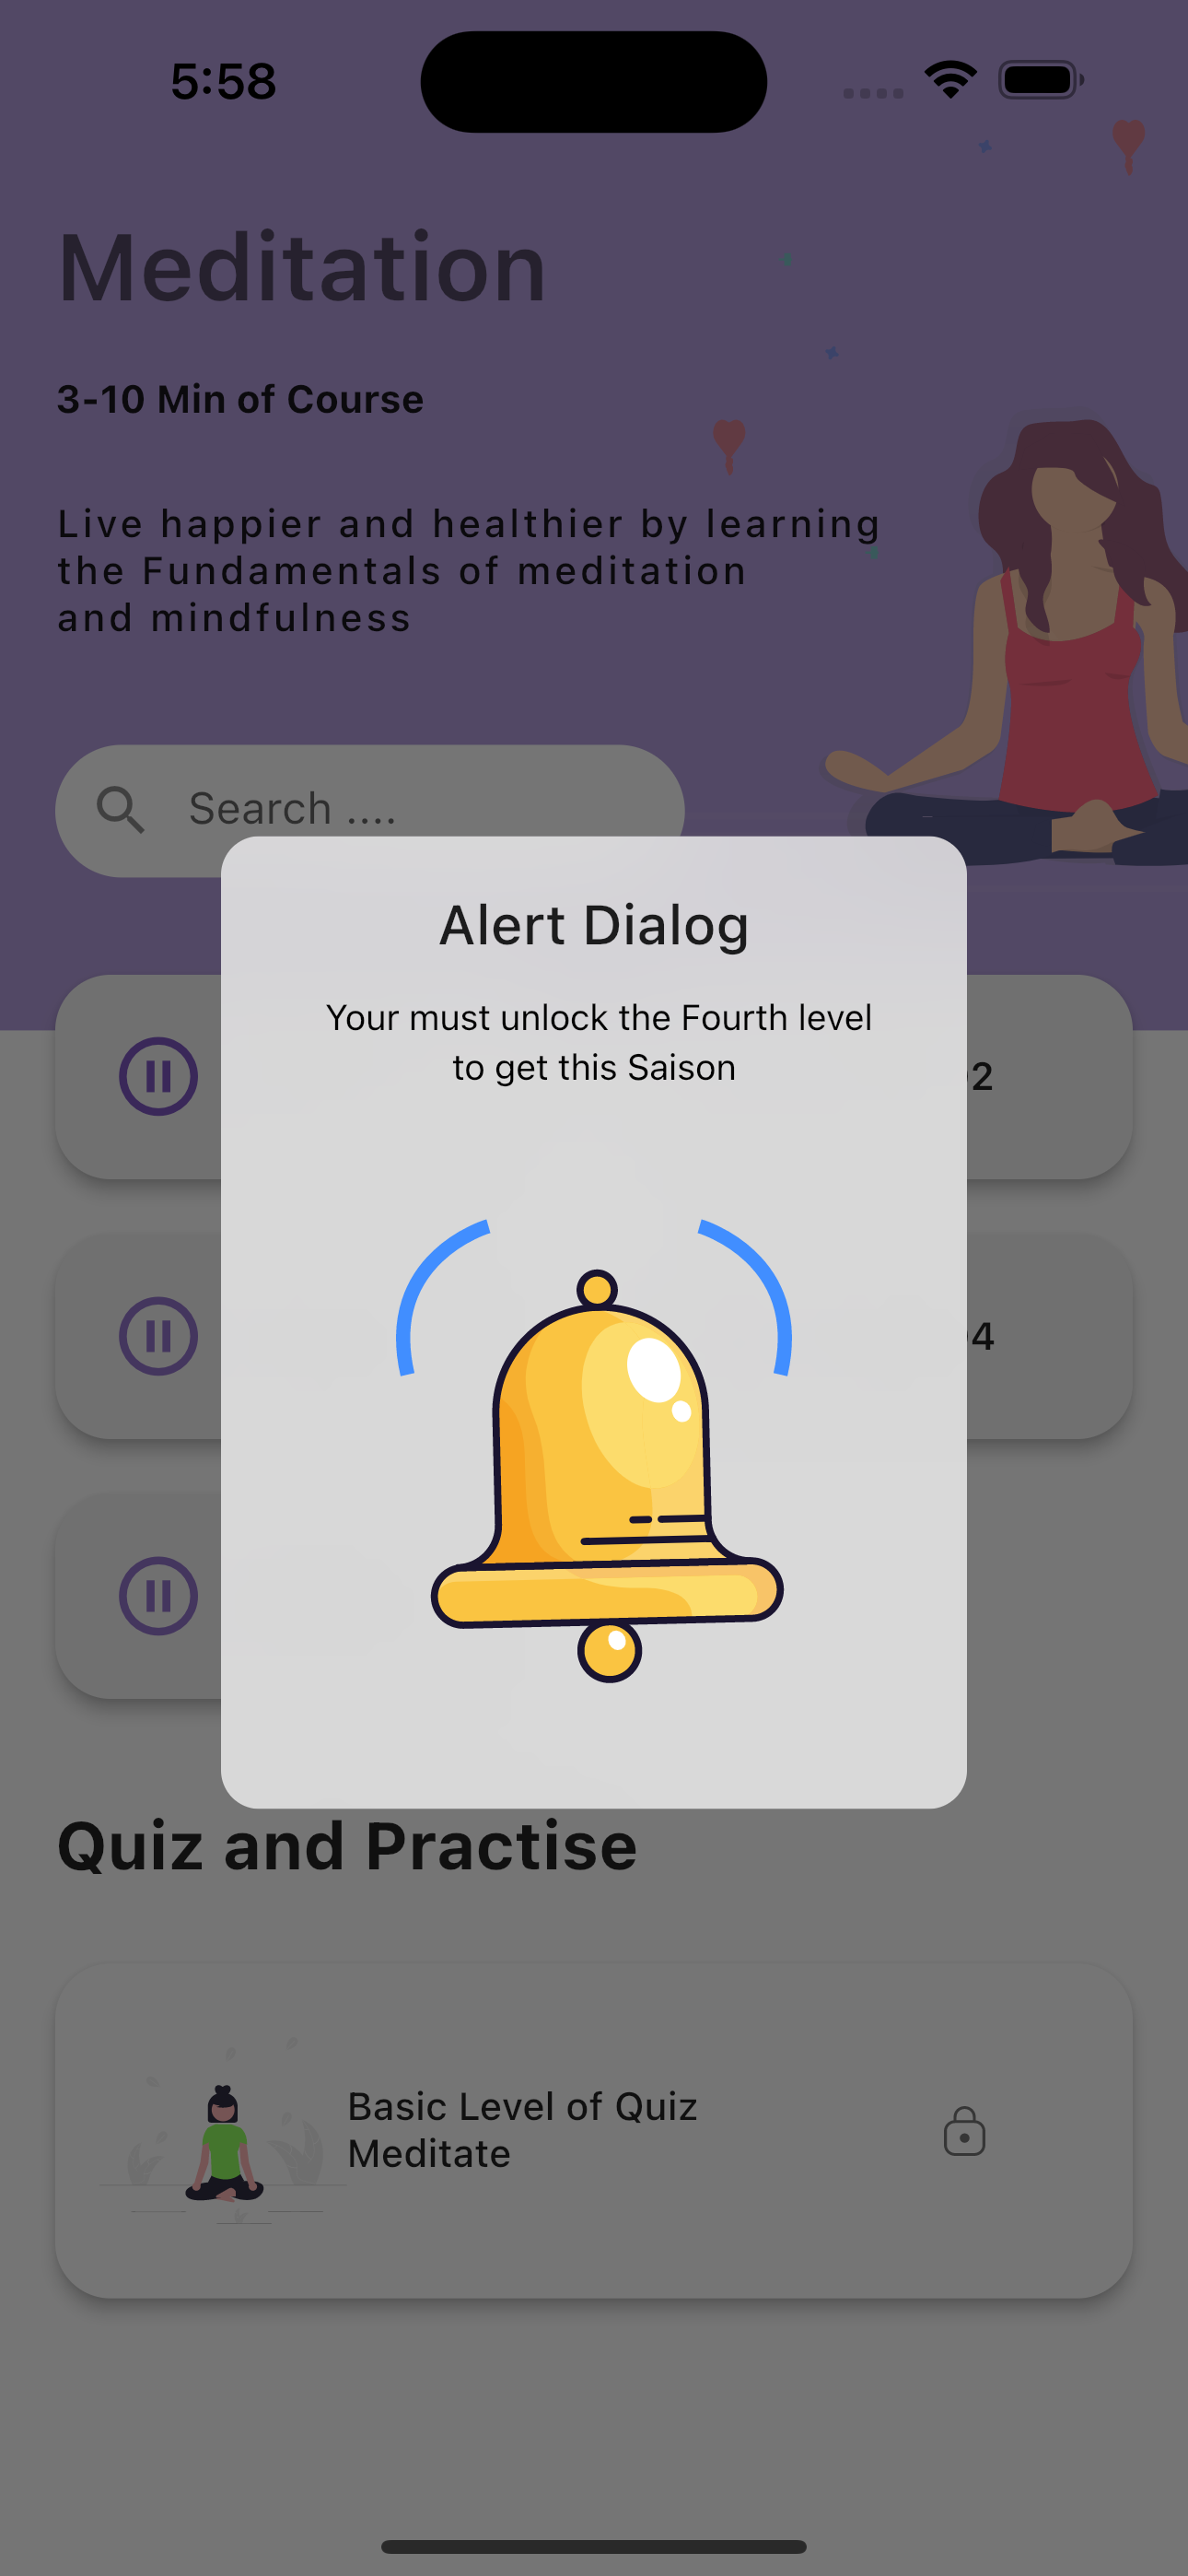 5:58
Meditation
3-10 Min of Course
Live happier and healthier by learning
the Fundamentals of meditation
and mindfulness
Search ....
Alert Dialog
Your must unlock the Fourth level
to get this Saison
2
4
Quiz and Practise
Basic Level of Quiz
Meditate